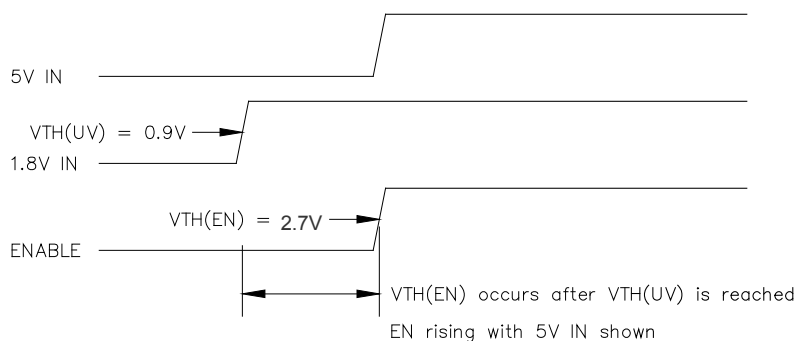 5V IN
VTH(UV) = 0.9V
1.8V IN
VTH(EN) = 2.7V
ENABLE
VTH(EN) occurs after VTH(UV) is reached
EN rising with 5V IN shown